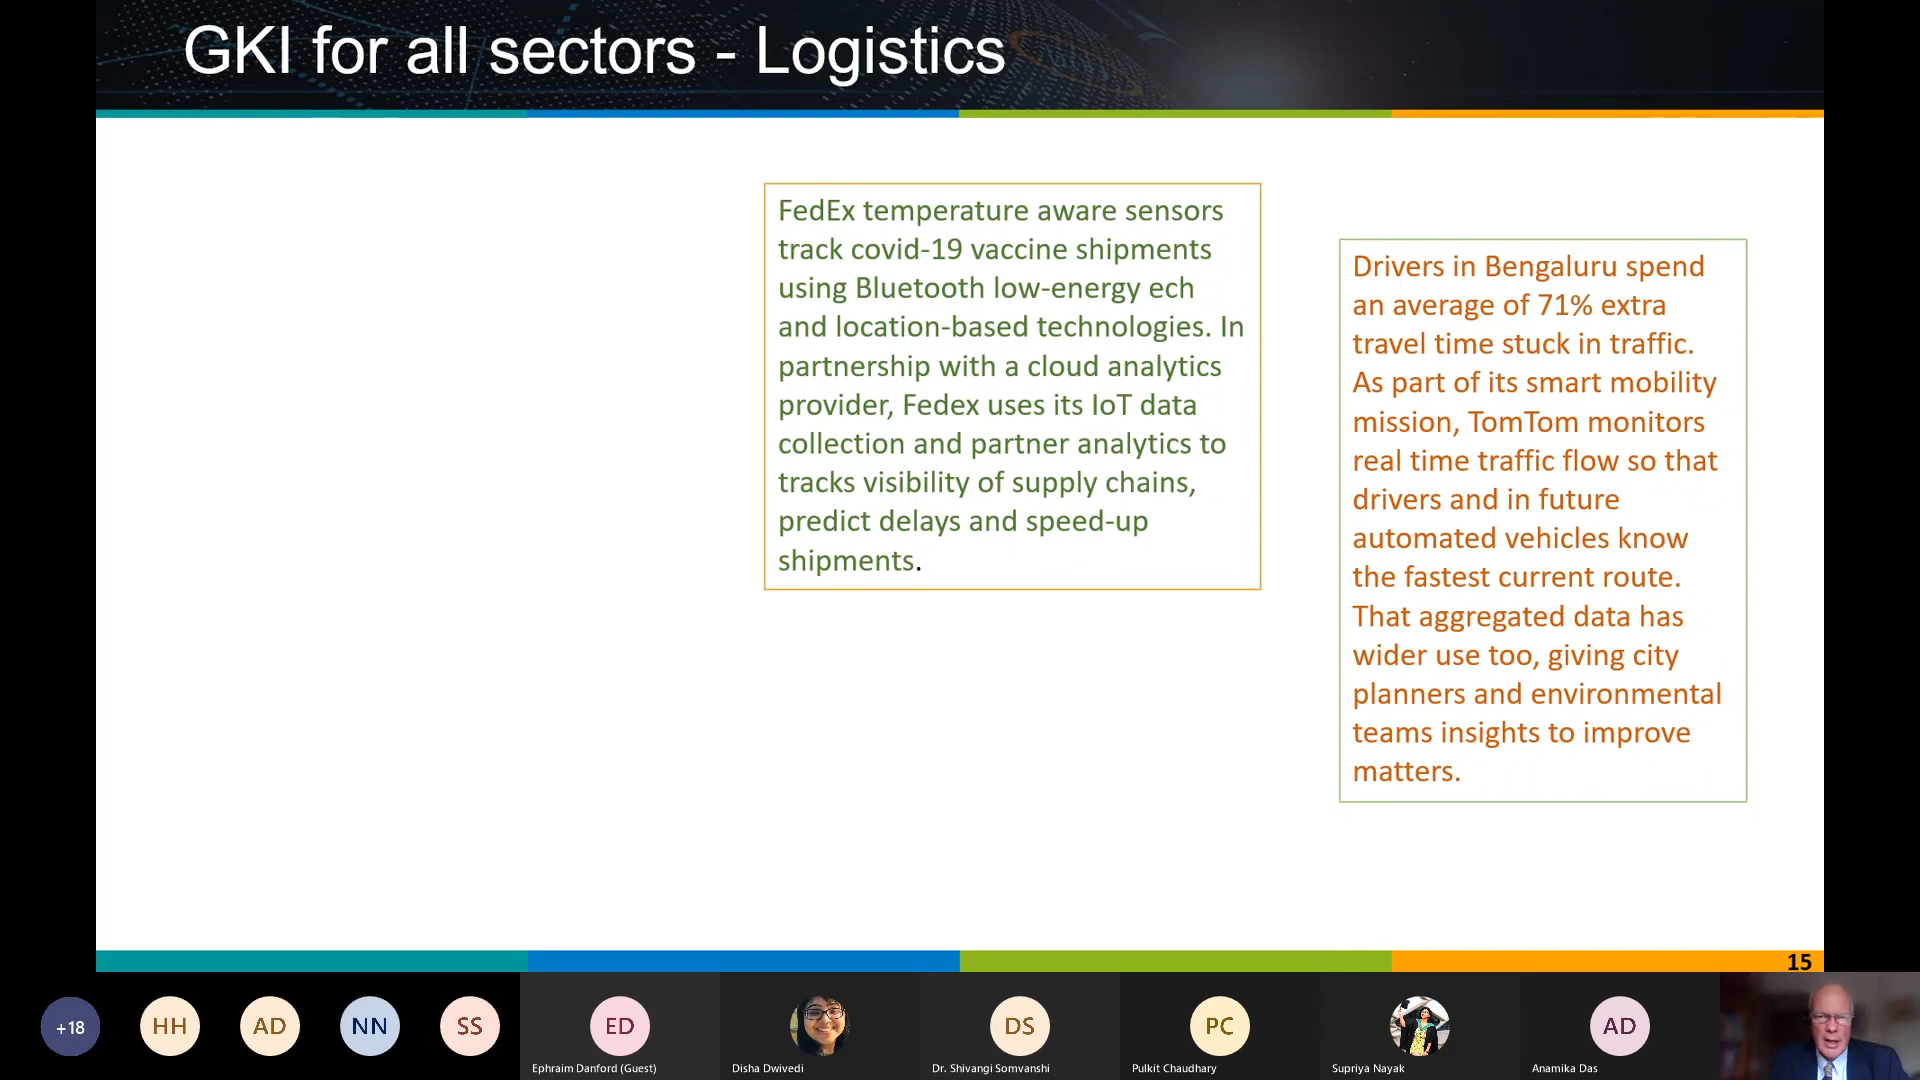 GKI for all sectors - Logistics
FedEx temperature aware sensors
track covid-19 vaccine shipments
using Bluetooth low-energy ech
and location-based technologies. In
partnership with a cloud analytics
provider, Fedex uses its IoT data
collection and partner analytics to
tracks visibility of supply chains,
predict delays and speed-up
shipments.
Drivers in Bengaluru spend
an average of 71% extra
travel time stuck in traffic.
As part of its smart mobility
mission, TomTom monitors
real time traffic flow so that
drivers and in future
automated vehicles know
the fastest current route.
That aggregated data has
wider use too, giving city
planners and environmental
teams insights to improve
matters.
15
+18
HH
AD
NN
SS
ED
DS
PC
AD
Ephraim Danford (Guest)
Disha Dwivedi
Dr. Shivangi Somvanshi
Pulkit Chaudhary
Supriya Nayak
Anamika Das